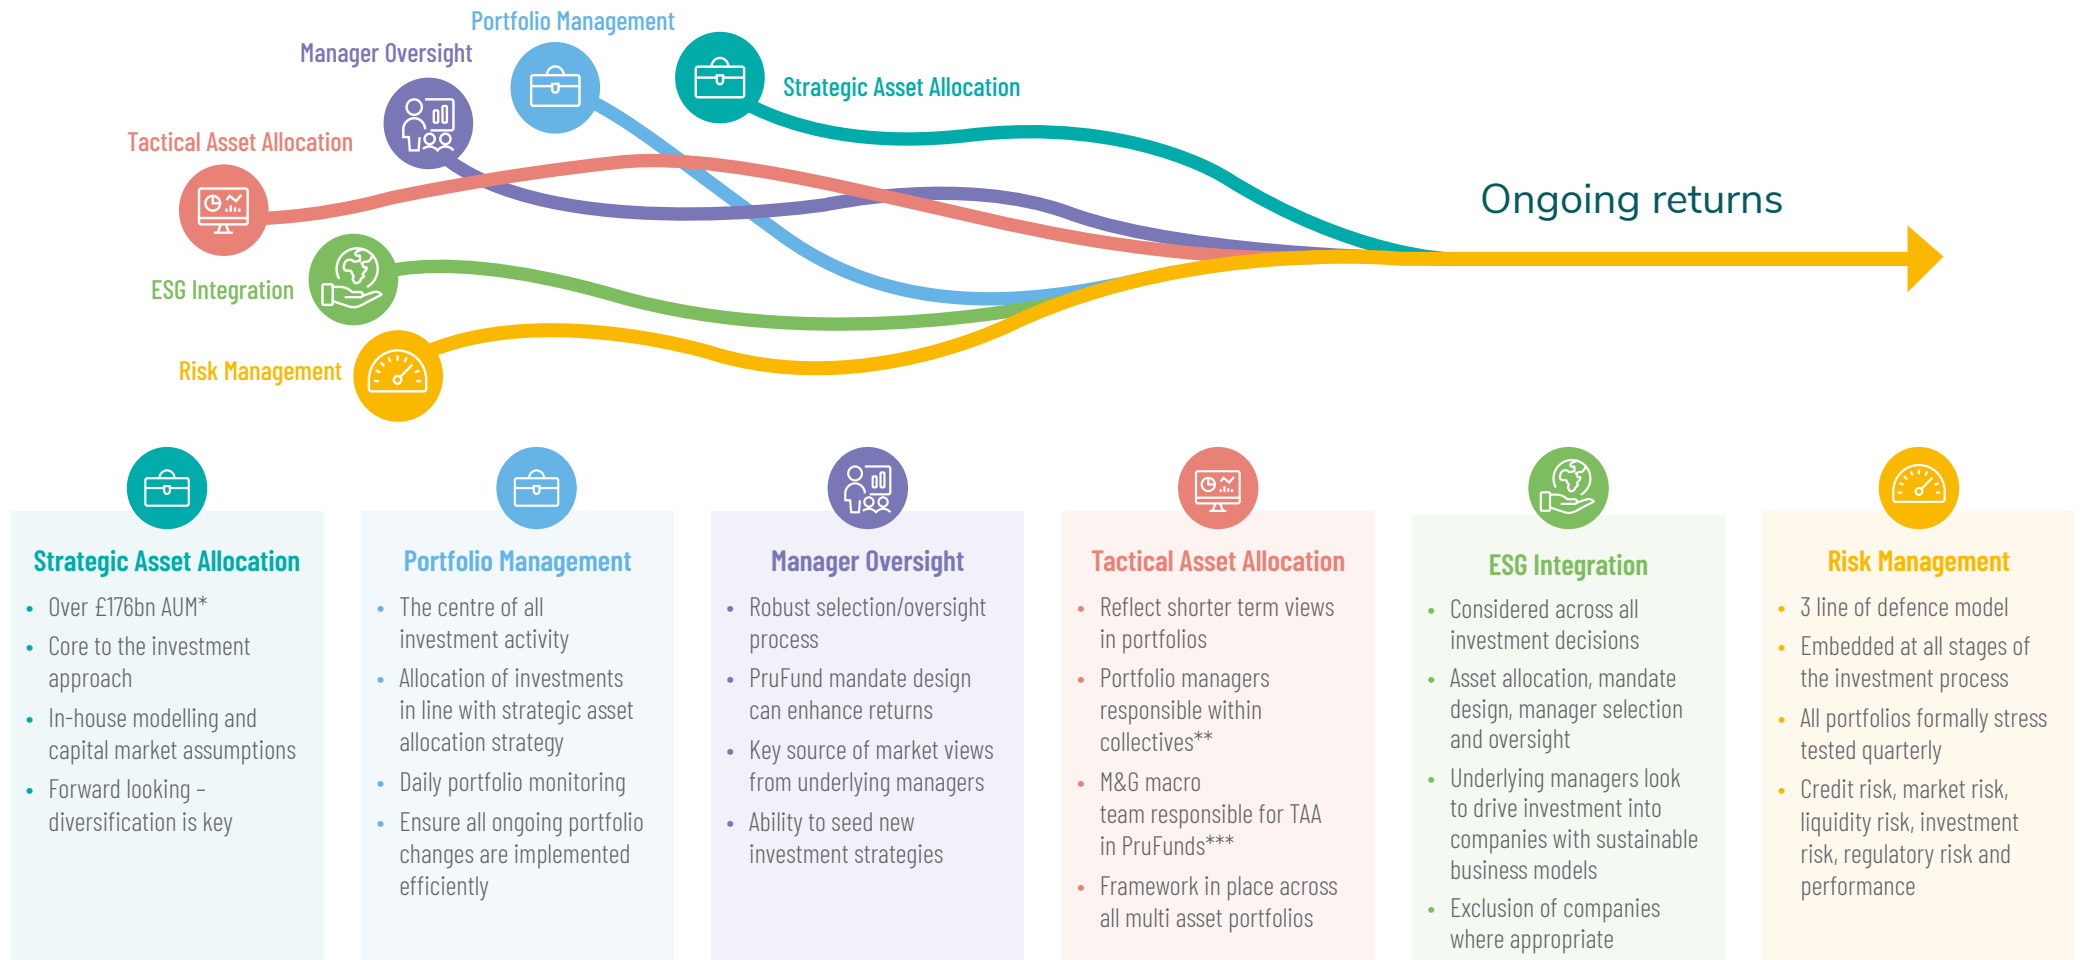 Portfolio Management
Manager Oversight
Strategic Asset Allocation
Tactical Asset Allocation
Ongoing returns
ESG Integration
Risk Management
Strategic Asset Allocation
• Over £176bn AUM*
• Core to the investment
approach
• In-house modelling and
capital market assumptions
• Forward looking –
diversification is key
Portfolio Management
• The centre of all
investment activity
• Allocation of investments
in line with strategic asset
allocation strategy
• Daily portfolio monitoring
• Ensure all ongoing portfolio
changes are implemented
efficiently
Manager Oversight
• Robust selection/oversight
process
• PruFund mandate design
can enhance returns
• Key source of market views
from underlying managers
• Ability to seed new
investment strategies
Tactical Asset Allocation
• Reflect shorter term views
in portfolios
• Portfolio managers
responsible within
collectives**
• M&G macro
team responsible for TAA
in PruFunds***
• Framework in place across
all multi asset portfolios
ESG Integration
• Considered across all
investment decisions
• Asset allocation, mandate
design, manager selection
and oversight
• Underlying managers look
to drive investment into
companies with sustainable
business models
• Exclusion of companies
where appropriate
Risk Management
• 3 line of defence model
• Embedded at all stages of
the investment process
• All portfolios formally stress
tested quarterly
• Credit risk, market risk,
liquidity risk, investment
risk, regulatory risk and
performance